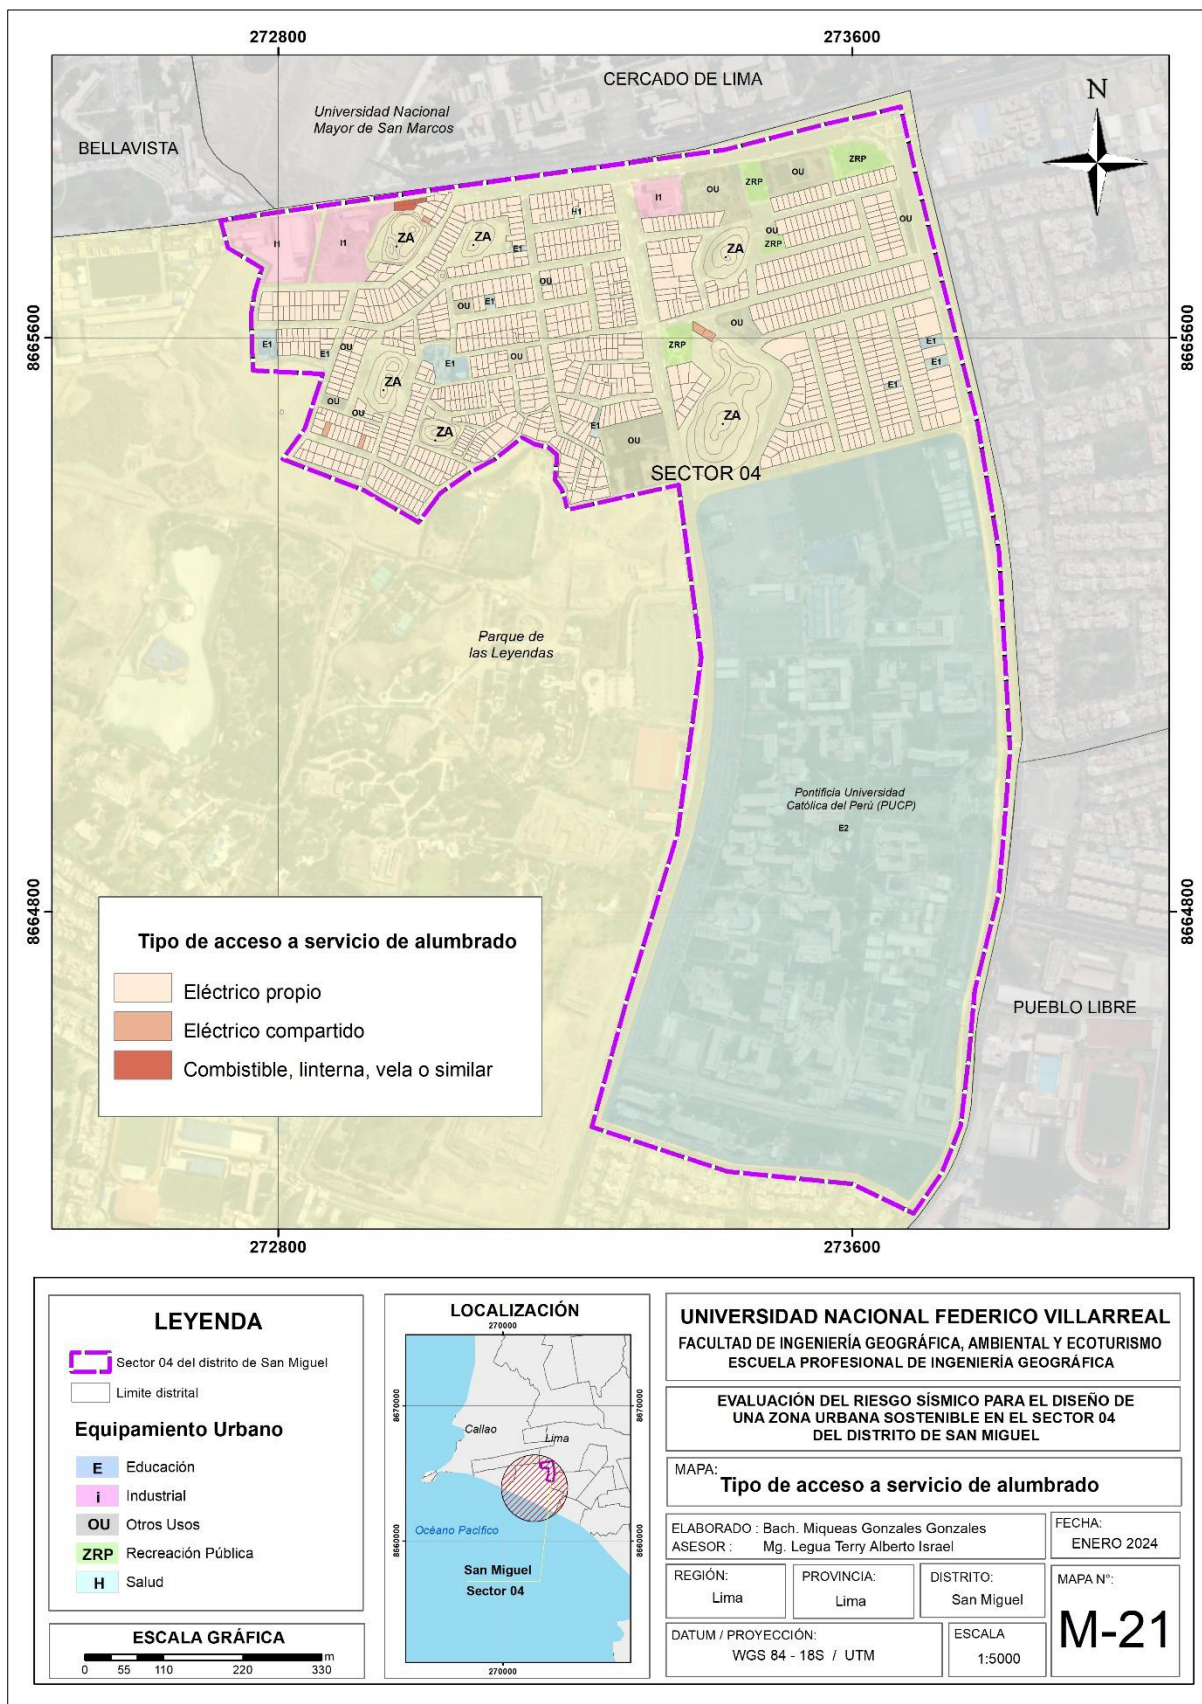 272800
273600
CERCADO DE LIMA
Universidad Nacional
Mayor de San Marcos
N
BELLAVISTA
ZRP
OU
ZRP
OU
I1
OU
H1
OU
I1
I1
ZA
ZA
E1
OU
ZRP
ZA
OU
E1
OU
OU
8665600
8665600
E1
E1
OU
E1
OU
ZRP
E1
E1
E1
ZA
OU
OU
ZA
E1
OU
ZA
SECTOR 04
Parque de
las Leyendas
Pontificia Universidad
Católica del Perú (PUCP)
E2
8664800
8664800
Tipo de acceso a servicio de alumbrado
Eléctrico propio
Eléctrico compartido
Combistible, linterna, vela o similar
PUEBLO LIBRE
272800
273600
LEYENDA
Sector 04 del distrito de San Miguel
Limite distrital
Equipamiento Urbano
E Educación
i Industrial
OU Otros Usos
ZRP Recreación Pública
H Salud
ESCALA GRÁFICA
m
0 55 110 220 330
LOCALIZACIÓN
270000
8670000
8670000
Callao
Lima
Océano Pacífico
8660000
8660000
San Miguel
Sector 04
270000
UNIVERSIDAD NACIONAL FEDERICO VILLARREAL
FACULTAD DE INGENIERÍA GEOGRÁFICA, AMBIENTAL Y ECOTURISMO
ESCUELA PROFESIONAL DE INGENIERÍA GEOGRÁFICA
EVALUACIÓN DEL RIESGO SÍSMICO PARA EL DISEÑO DE
UNA ZONA URBANA SOSTENIBLE EN EL SECTOR 04
DEL DISTRITO DE SAN MIGUEL
MAPA:
Tipo de acceso a servicio de alumbrado
ELABORADO : Bach. Miqueas Gonzales Gonzales
ASESOR : Mg. Legua Terry Alberto Israel
FECHA:
ENERO 2024
REGIÓN:
Lima
PROVINCIA:
Lima
DISTRITO:
San Miguel
MAPA N°:
M-21
DATUM / PROYECCIÓN:
WGS 84 - 18S / UTM
ESCALA
1:5000